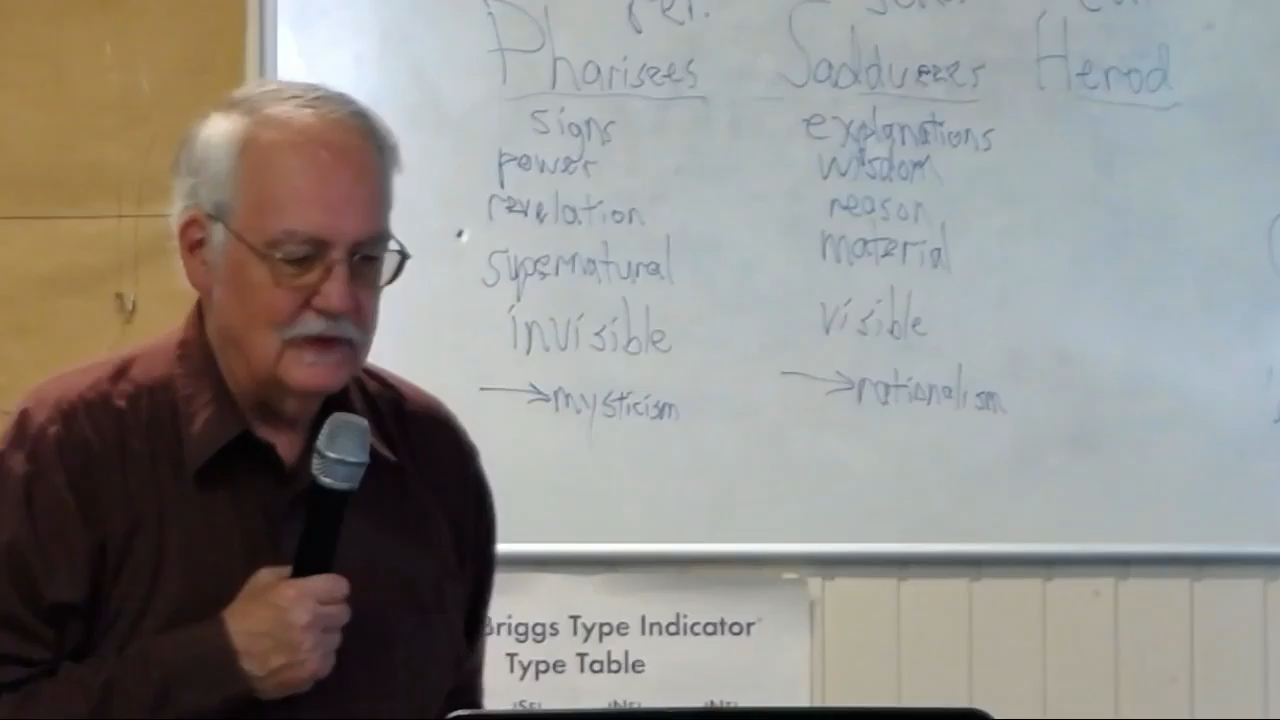 Pharisees Sadducees Herod
signs explanations
power wisdom
revelation reason
supernatural material
invisible visible
→mysticism →rationalism
Briggs Type Indicator
Type Table